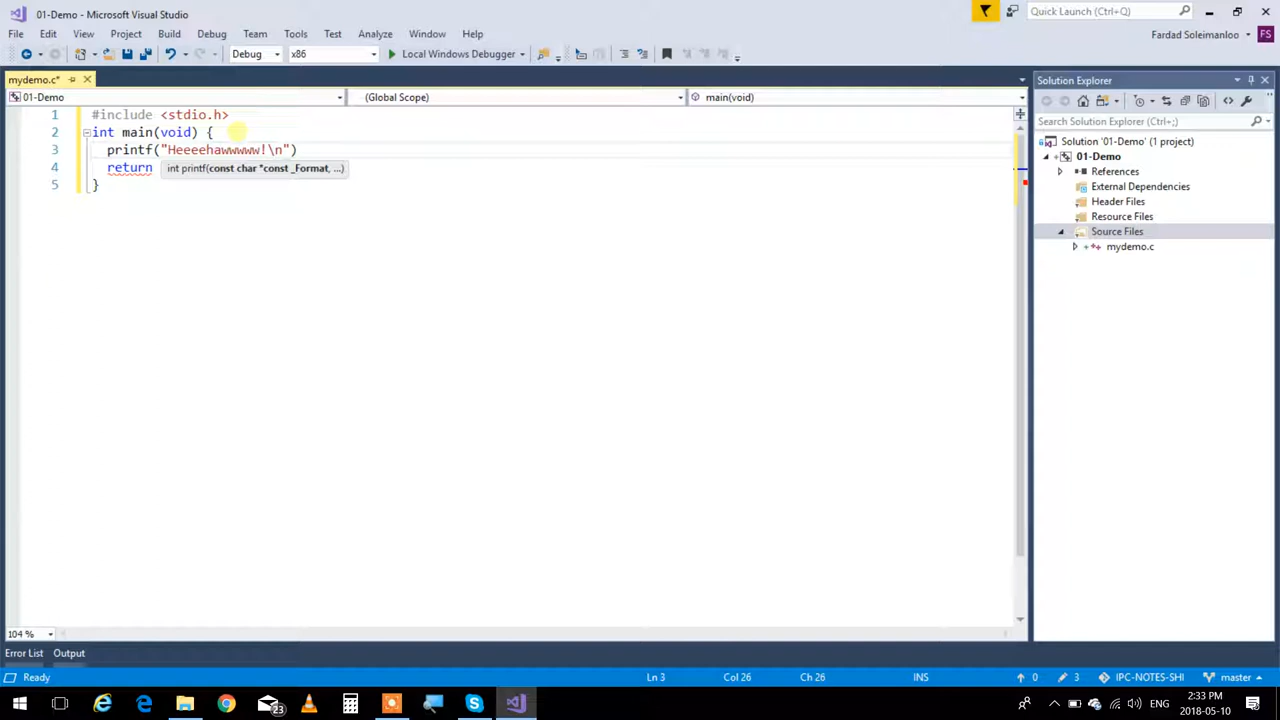 01-Demo - Microsoft Visual Studio
Quick Launch (Ctrl+Q)
File Edit View Project Build Debug Team Tools Test Analyze Window Help
Fardad Soleimanloo FS
Debug x86 Local Windows Debugger
mydemo.c*
Solution Explorer
01-Demo (Global Scope) main(void)
Search Solution Explorer (Ctrl+;)
1 #include <stdio.h>
2 int main(void) {
3 printf("Heeeehawwwww!\n")
4 return
int printf(const char *const _Format, ...)
5 }
Solution '01-Demo' (1 project)
01-Demo
References
External Dependencies
Header Files
Resource Files
Source Files
mydemo.c
104 %
Error List Output
Ready Ln 3 Col 26 Ch 26 INS 0 3 IPC-NOTES-SHI master
23
ENG
2:33 PM
2018-05-10